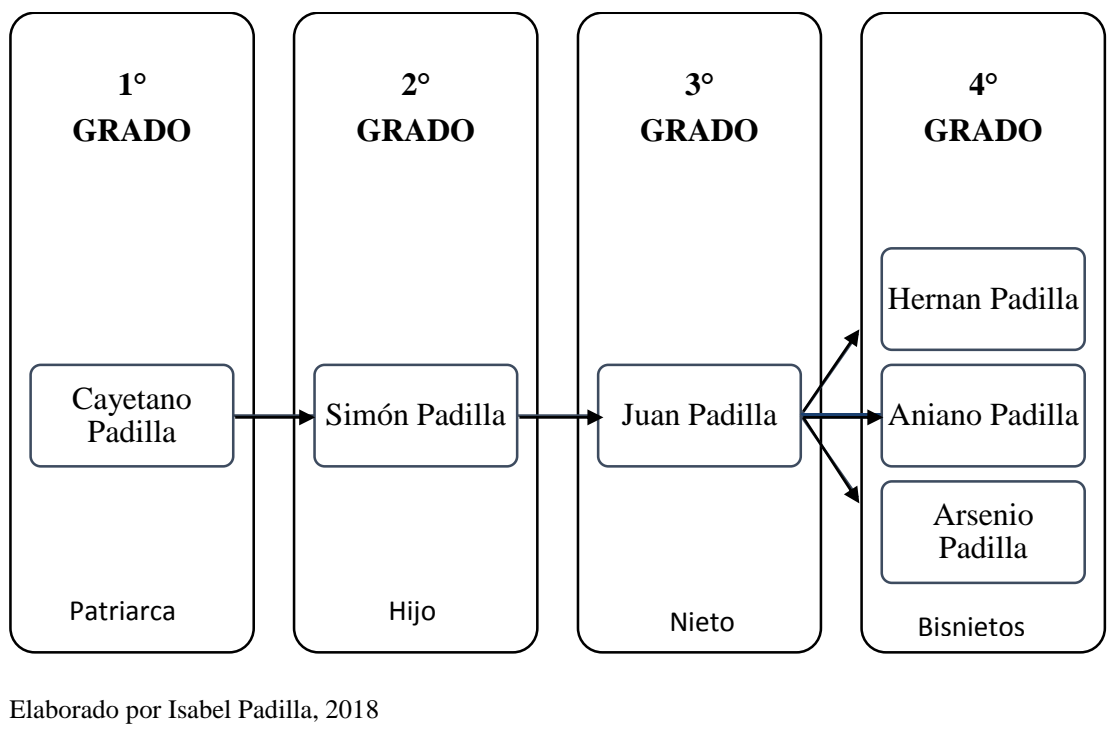 1°
GRADO
Cayetano
Padilla
Patriarca
2°
GRADO
Simón Padilla
Hijo
3°
GRADO
Juan Padilla
Nieto
4°
GRADO
Hernan Padilla
Aniano Padilla
Arsenio
Padilla
Bisnietos
Elaborado por Isabel Padilla, 2018